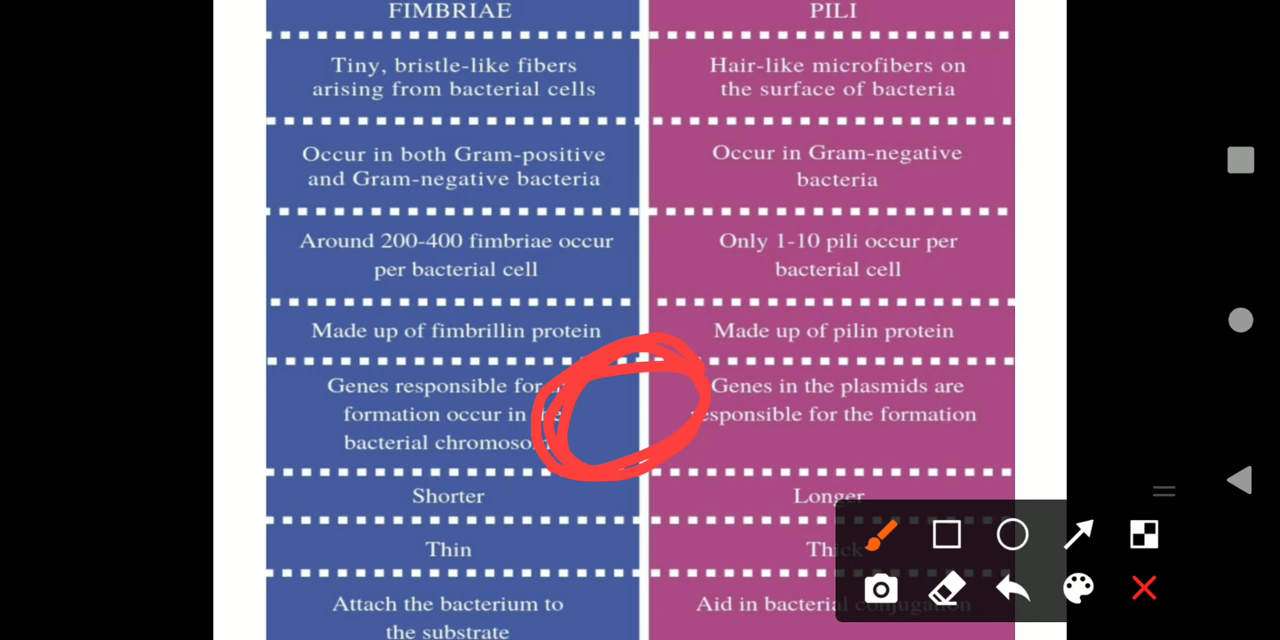 FIMBRIAE
Tiny, bristle-like fibers
arising from bacterial cells
Occur in both Gram-positive
and Gram-negative bacteria
Around 200-400 fimbriae occur
per bacterial cell
Made up of fimbrillin protein
Genes responsible for
formation occur in
bacterial
Shorter
Thin
Attach the bacterium to
the substrate
PILI
Hair-like microfibers on
the surface of bacteria
Occur in Gram-negative
bacteria
Only 1-10 pili occur per
bacterial cell
Made up of pilin protein
Genes in the plasmids are
responsible for the formation
Longer
Thick
Aid in bacterial conjugation